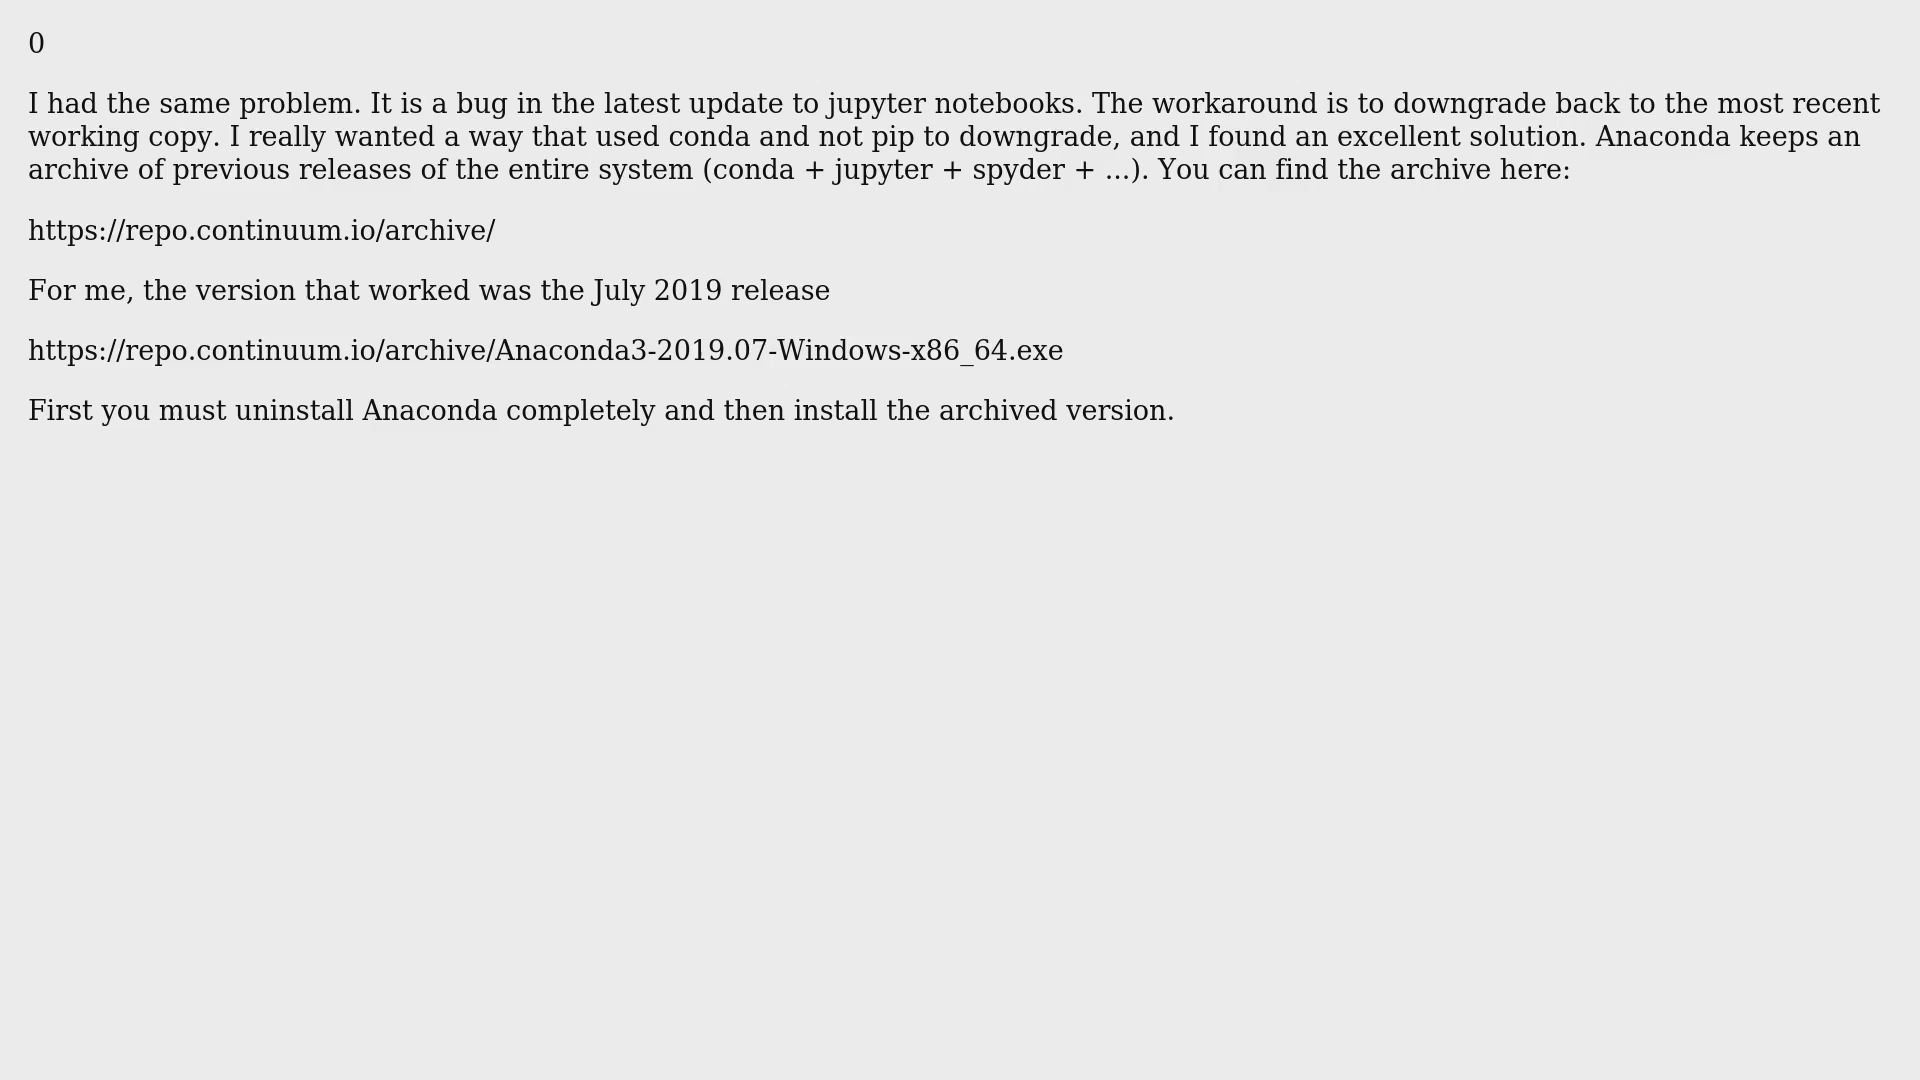 0
I had the same problem. It is a bug in the latest update to jupyter notebooks. The workaround is to downgrade back to the most recent
working copy. I really wanted a way that used conda and not pip to downgrade, and I found an excellent solution. Anaconda keeps an
archive of previous releases of the entire system (conda + jupyter + spyder + ...). You can find the archive here:
https://repo.continuum.io/archive/
For me, the version that worked was the July 2019 release
https://repo.continuum.io/archive/Anaconda3-2019.07-Windows-x86_64.exe
First you must uninstall Anaconda completely and then install the archived version.